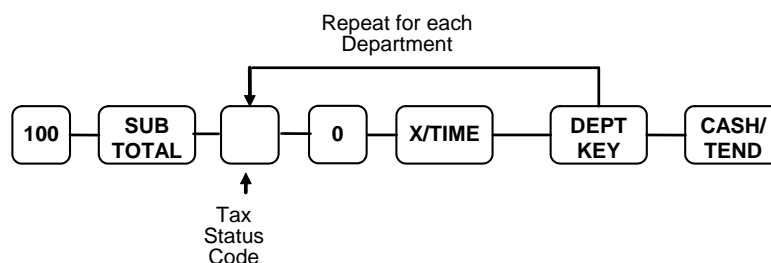 Repeat for each
Department
100
SUB
TOTAL
0
X/TIME
DEPT
KEY
CASH/
TEND
Tax
Status
Code